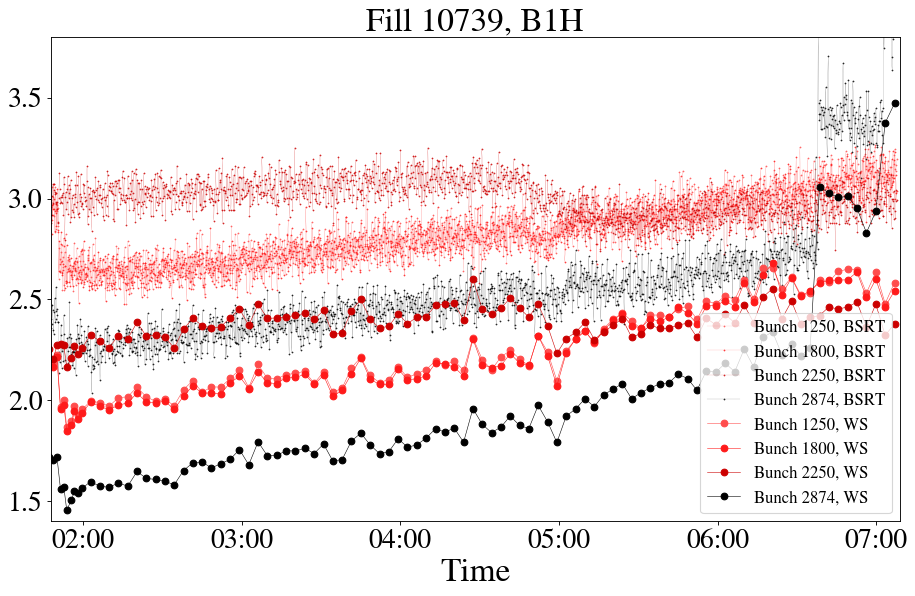 Fill 10739, B1H
3.5
3.0
2.5
2.0
1.5
Bunch 1250, BSRT
Bunch 1800, BSRT
Bunch 2250, BSRT
Bunch 2874, BSRT
Bunch 1250, WS
Bunch 1800, WS
Bunch 2250, WS
Bunch 2874, WS
02:00 03:00 04:00 05:00 06:00 07:00
Time